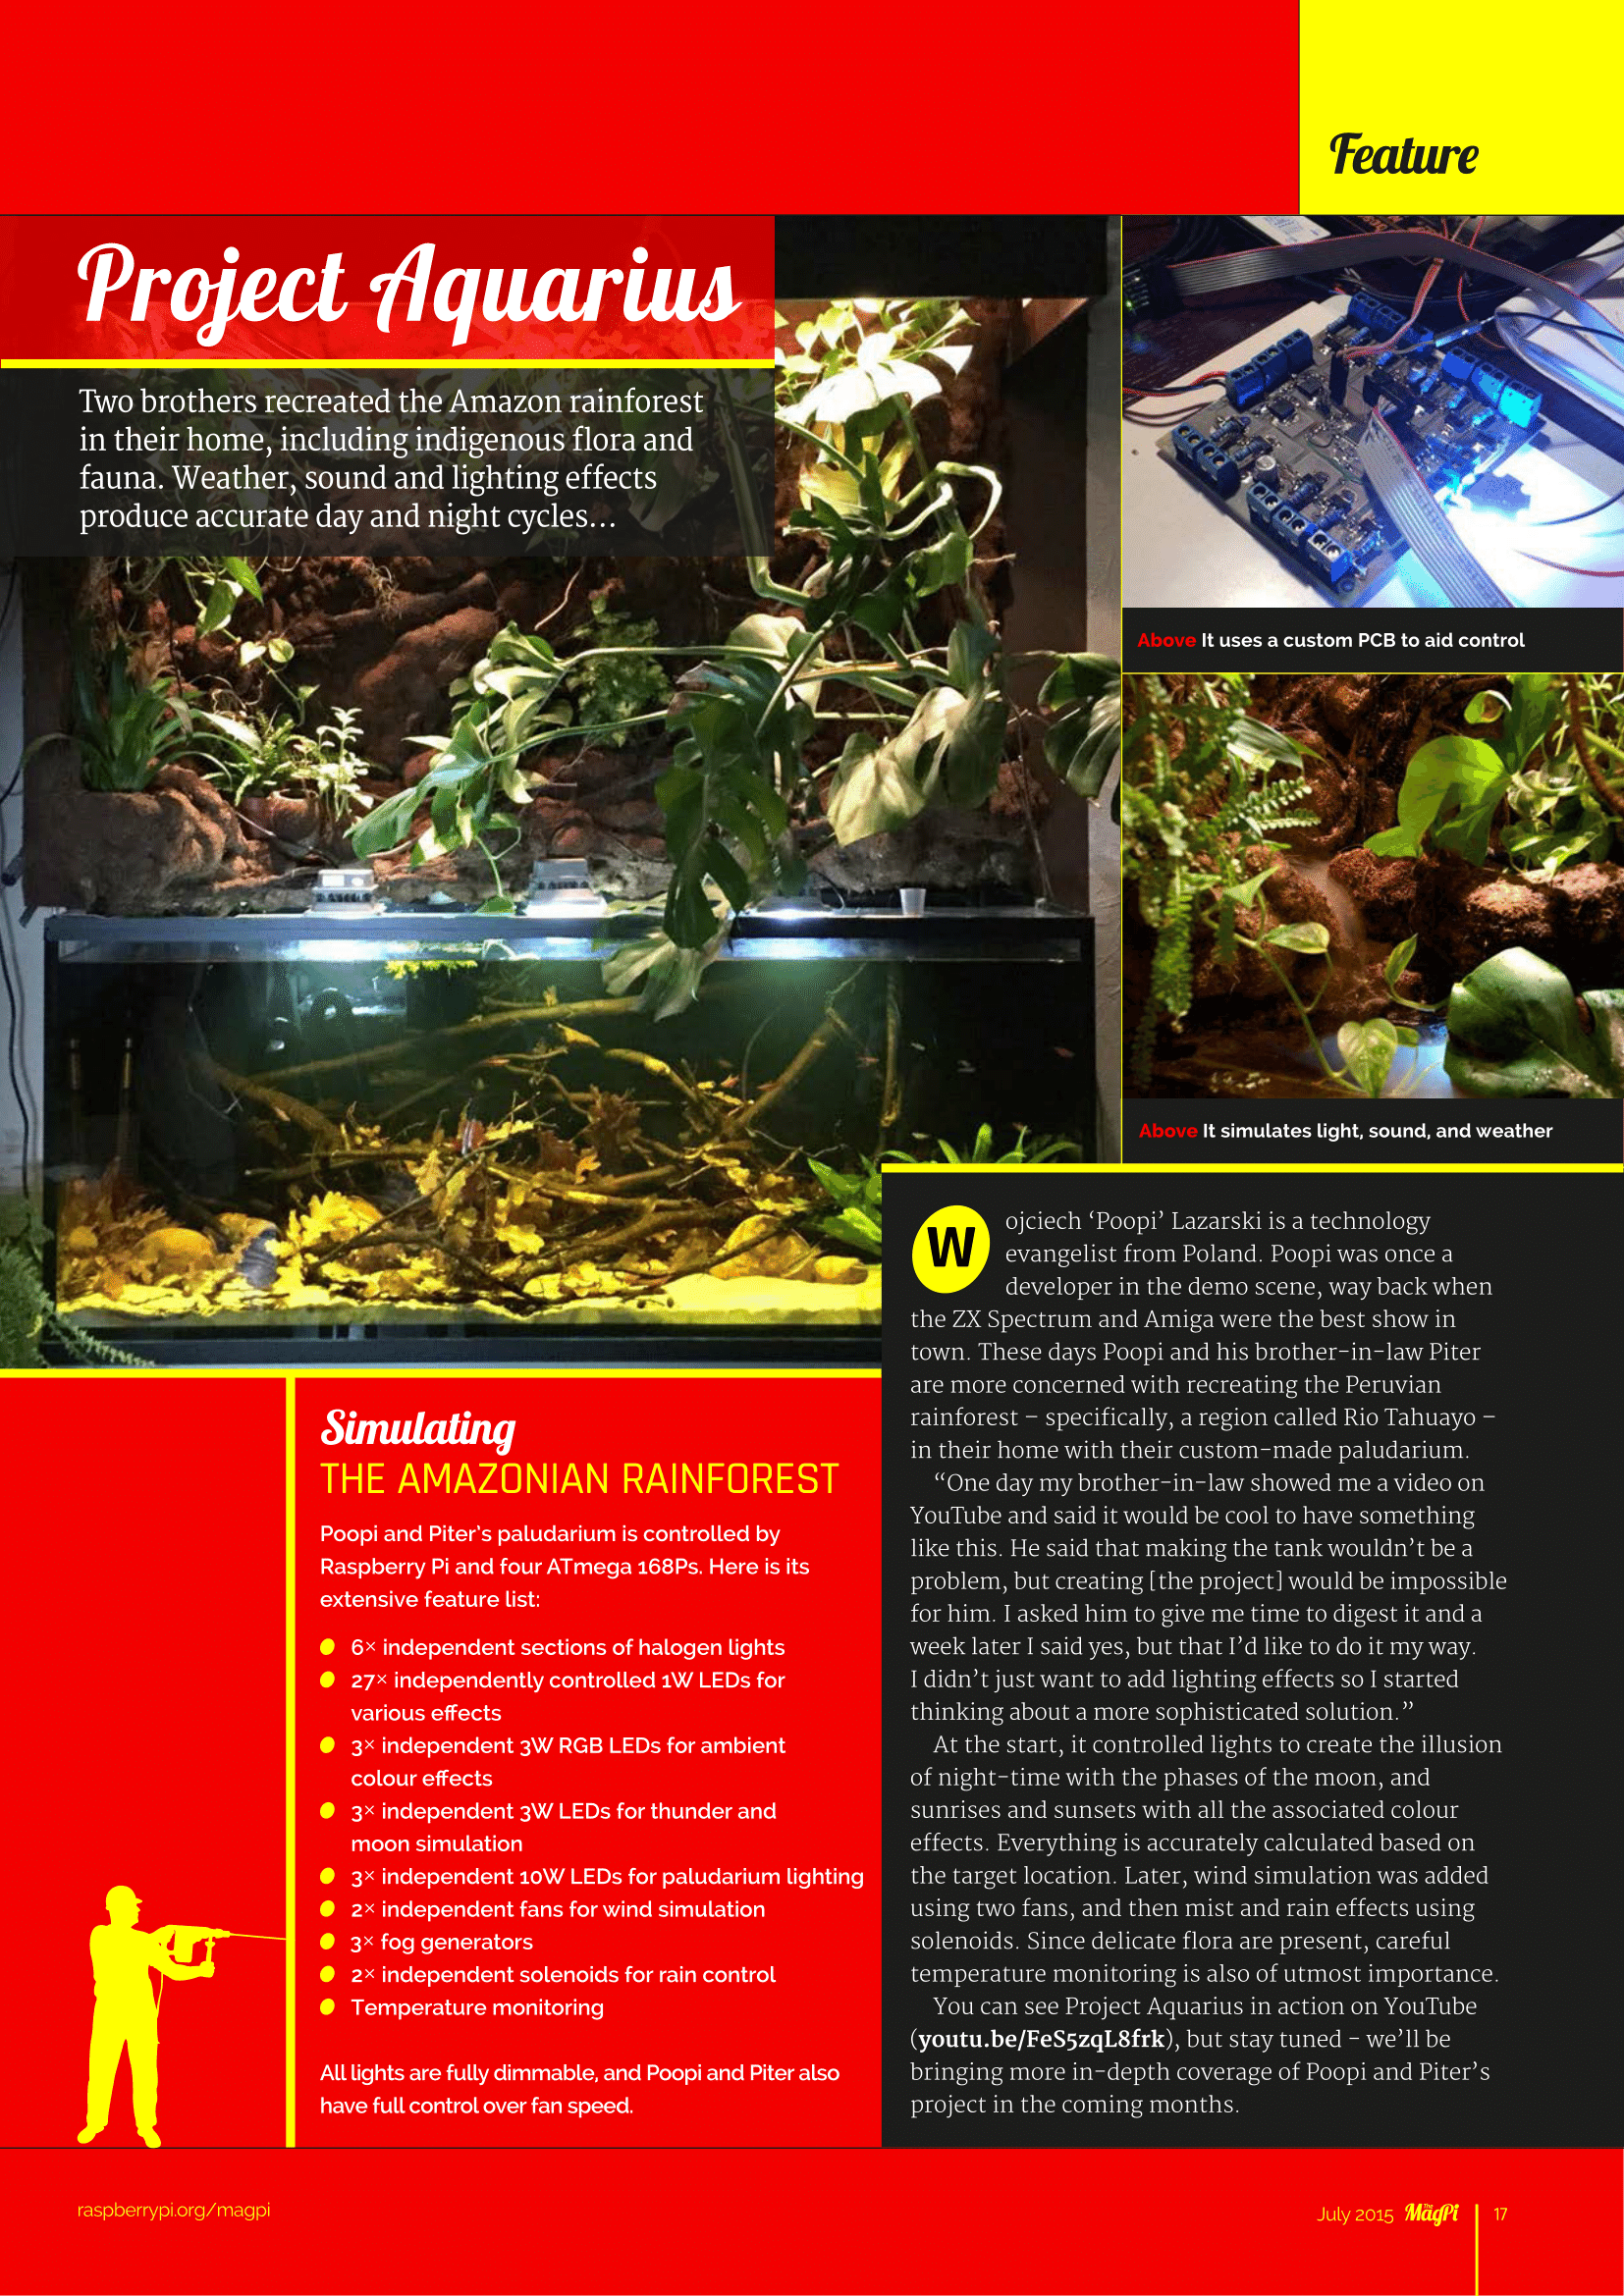 Feature
Project Aquarius
Two brothers recreated the Amazon rainforest
in their home, including indigenous flora and
fauna. Weather, sound and lighting effects
produce accurate day and night cycles...
Above It uses a custom PCB to aid control
Above It simulates light, sound, and weather
Wojciech ‘Poopi’ Lazarski is a technology
evangelist from Poland. Poopi was once a
developer in the demo scene, way back when
the ZX Spectrum and Amiga were the best show in
town. These days Poopi and his brother-in-law Piter
are more concerned with recreating the Peruvian
rainforest – specifically, a region called Rio Tahuayo –
in their home with their custom-made paludarium.
“One day my brother-in-law showed me a video on
YouTube and said it would be cool to have something
like this. He said that making the tank wouldn’t be a
problem, but creating [the project] would be impossible
for him. I asked him to give me time to digest it and a
week later I said yes, but that I’d like to do it my way.
I didn’t just want to add lighting effects so I started
thinking about a more sophisticated solution.”
At the start, it controlled lights to create the illusion
of night-time with the phases of the moon, and
sunrises and sunsets with all the associated colour
effects. Everything is accurately calculated based on
the target location. Later, wind simulation was added
using two fans, and then mist and rain effects using
solenoids. Since delicate flora are present, careful
temperature monitoring is also of utmost importance.
You can see Project Aquarius in action on YouTube
(youtu.be/FeS5zqL8frk), but stay tuned – we’ll be
bringing more in-depth coverage of Poopi and Piter’s
project in the coming months.
Simulating
THE AMAZONIAN RAINFOREST
Poopi and Piter’s paludarium is controlled by
Raspberry Pi and four ATmega 168Ps. Here is its
extensive feature list:
6× independent sections of halogen lights
27× independently controlled 1W LEDs for
various effects
3× independent 3W RGB LEDs for ambient
colour effects
3× independent 3W LEDs for thunder and
moon simulation
3× independent 10W LEDs for paludarium lighting
2× independent fans for wind simulation
3× fog generators
2× independent solenoids for rain control
Temperature monitoring
All lights are fully dimmable, and Poopi and Piter also
have full control over fan speed.
raspberrypi.org/magpi
July 2015 The MagPi 17